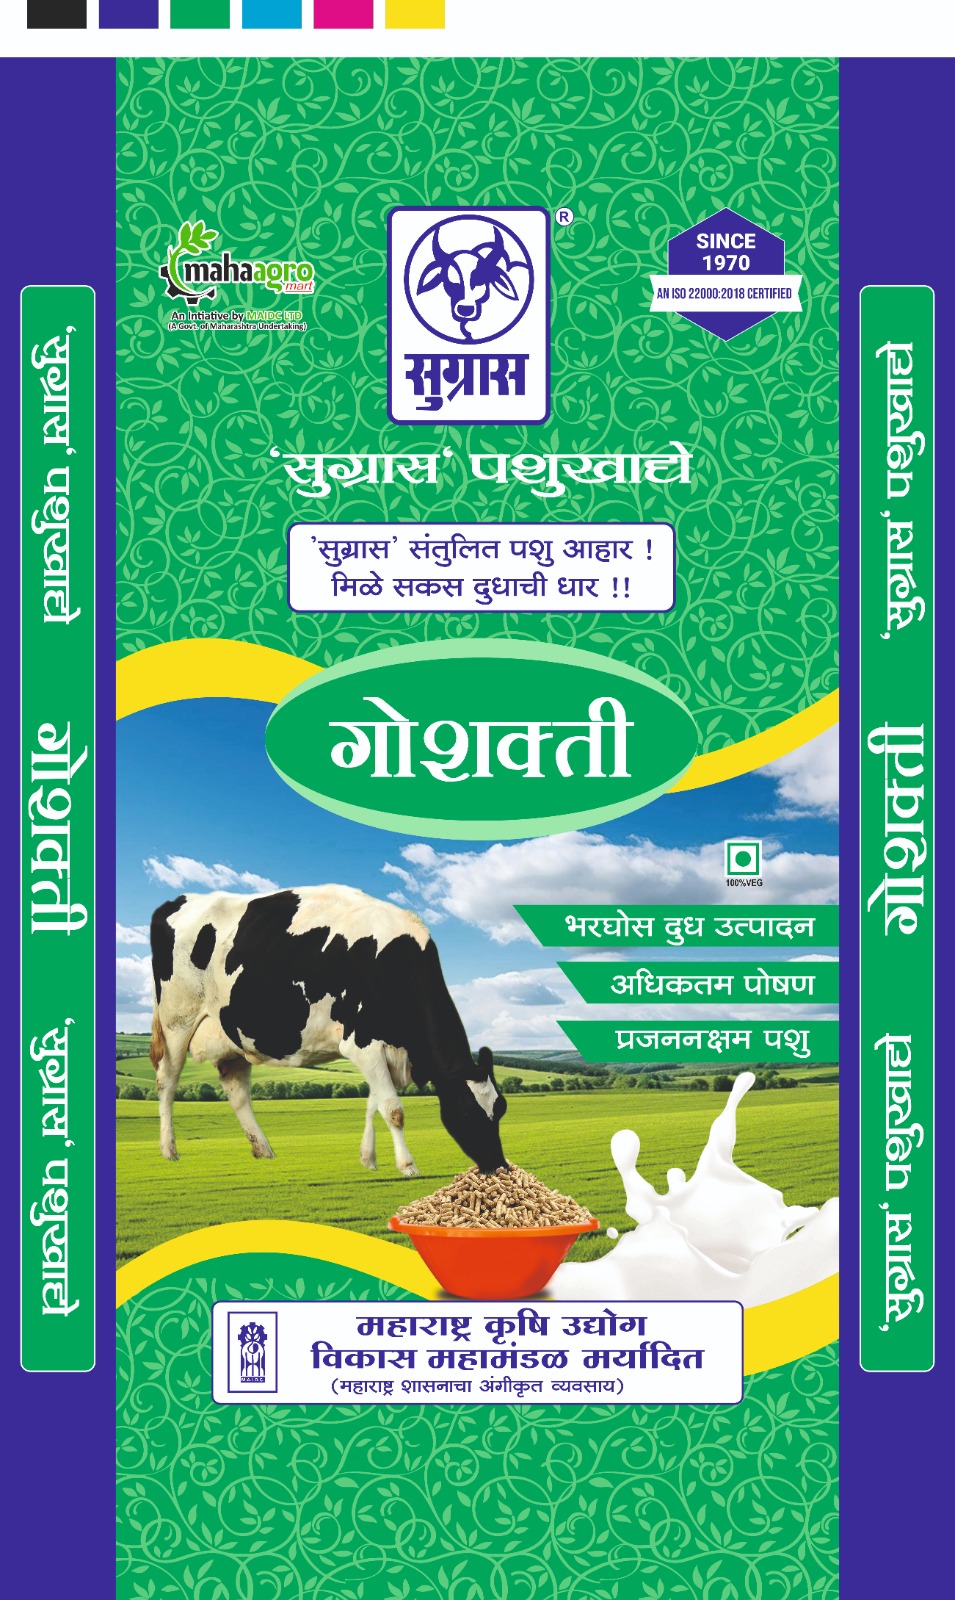 mahaagro
mart
An Intiative by MAIDC LTD
(A Govt. of Maharashtra Undertaking)
®
सुग्रास
SINCE
1970
AN ISO 22000:2018 CERTIFIED
‘सुग्रास‘ पशुखाद्ये
’सुग्रास’ संतुलित पशु आहार !
मिळे सकस दुधाची धार !!
गोशक्ती
100%VEG
भरघोस दुध उत्पादन
अधिकतम पोषण
प्रजननक्षम पशु
MAIDC
महाराष्ट्र कृषि उद्योग
विकास महामंडळ मर्यादित
(महाराष्ट्र शासनाचा अंगीकृत व्यवसाय)
‘सुग्रास‘ पशुखाद्ये
गोशक्ती
‘सुग्रास‘ पशुखाद्ये
‘सुग्रास‘ पशुखाद्ये
गोशक्ती
‘सुग्रास‘ पशुखाद्ये